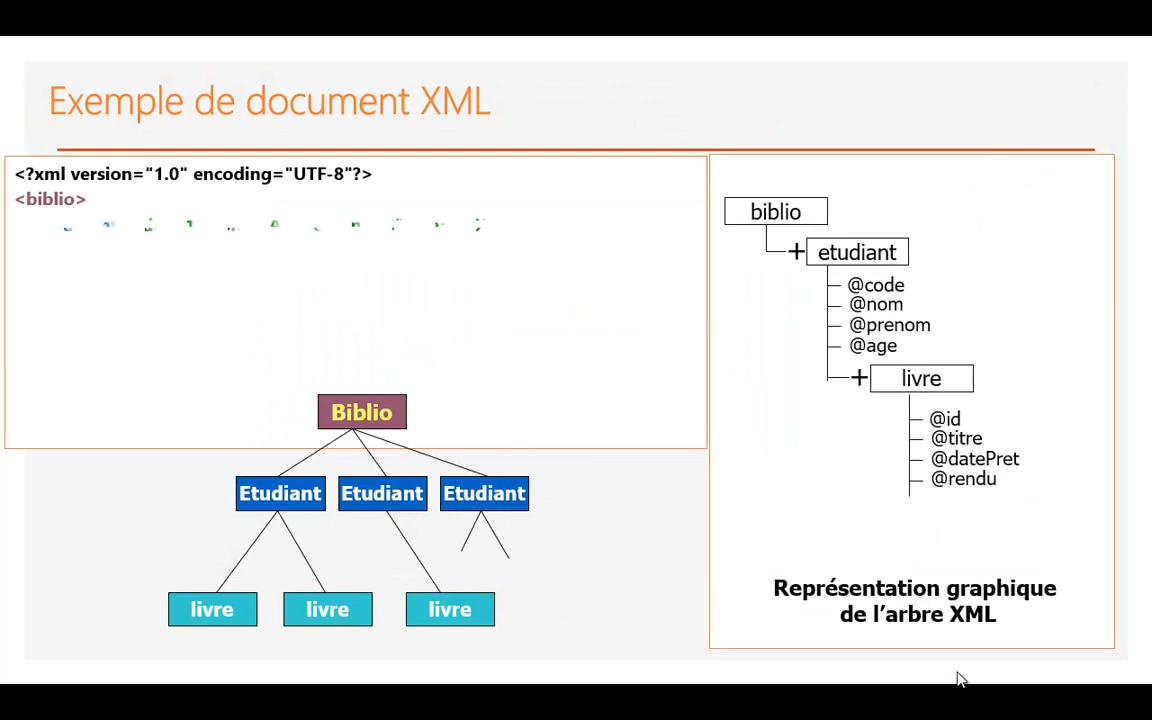 Exemple de document XML
<?xml version="1.0" encoding="UTF-8"?>
<biblio>
Biblio
Etudiant Etudiant Etudiant
livre livre livre
biblio
+ etudiant
@code
@nom
@prenom
@age
+ livre
@id
@titre
@datePret
@rendu
Représentation graphique
de l’arbre XML